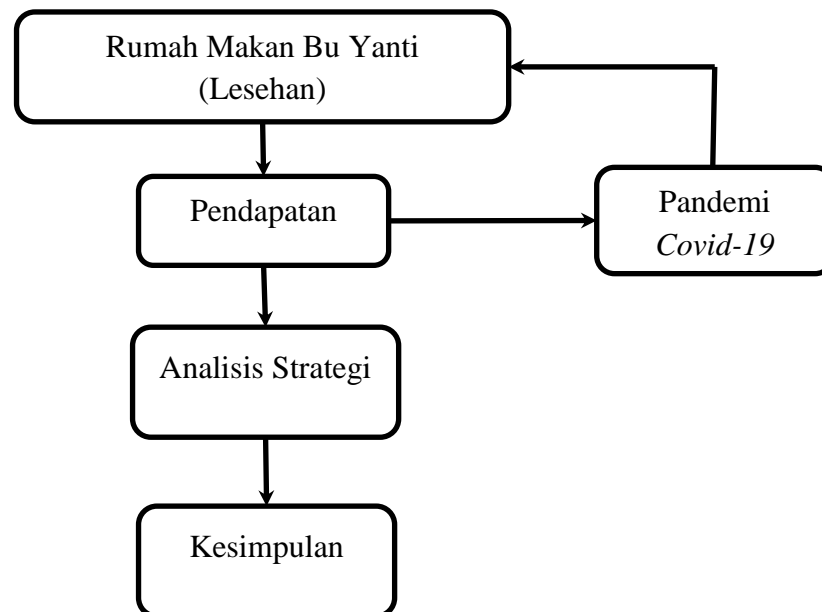 Rumah Makan Bu Yanti
(Lesehan)
Pendapatan
Pandemi
Covid-19
Analisis Strategi
Kesimpulan